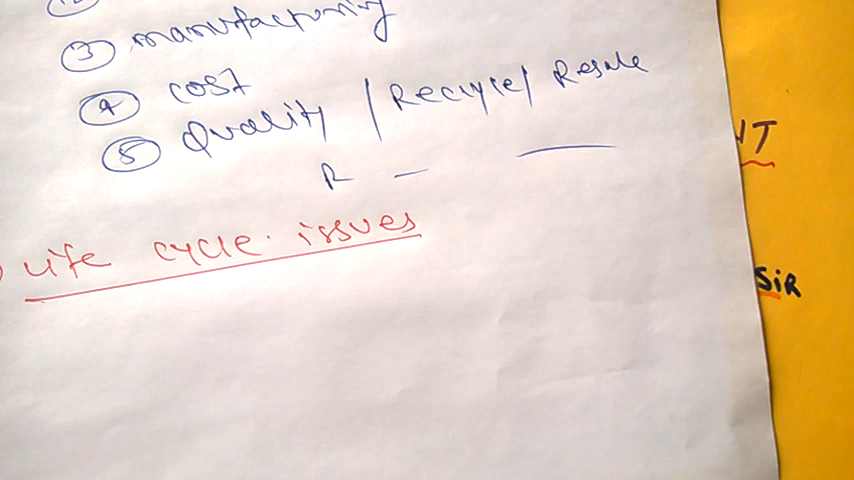 ③ manufacturing
④ cost
⑤ Quality / Recycle / Resale
R — —
Life cycle issues
NT
SiR